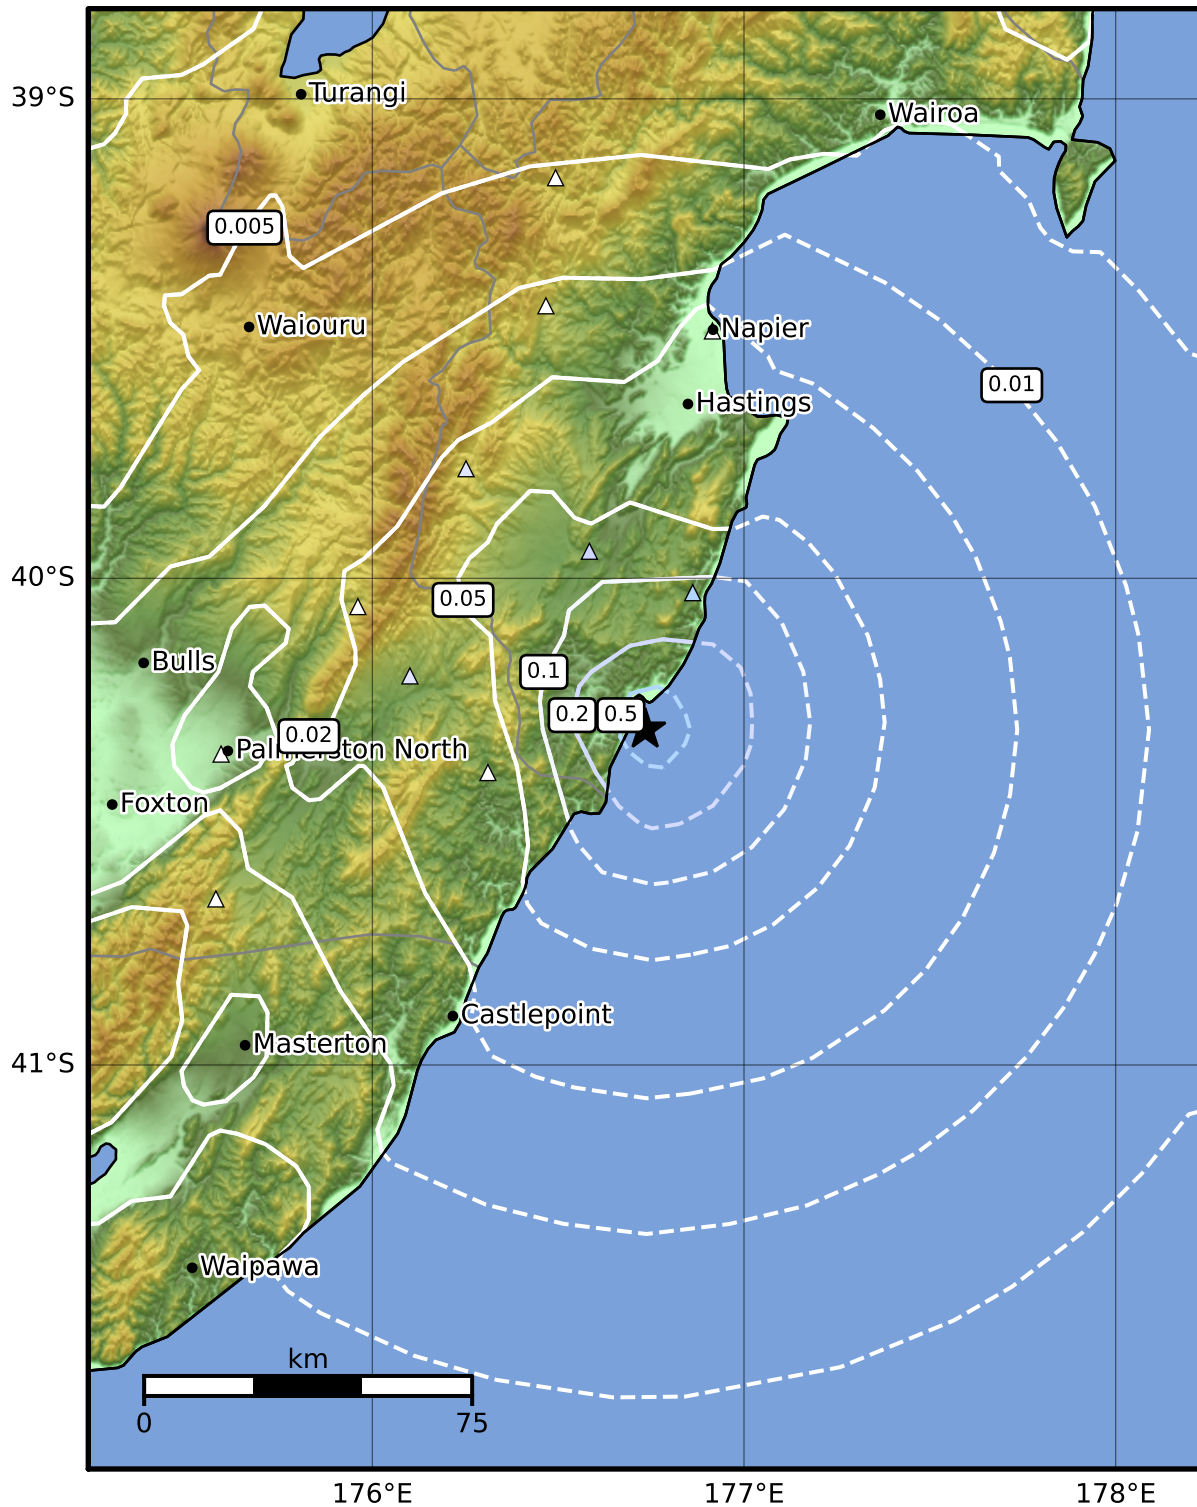 39°S
Turangi
Wairoa
0.005
Waiouru
Napier
0.01
Hastings
40°S
0.05
Bulls
0.1
0.2
0.5
0.02
Palmerston North
Foxton
Castlepoint
Masterton
41°S
Waipawa
km
0
75
176°E
177°E
178°E